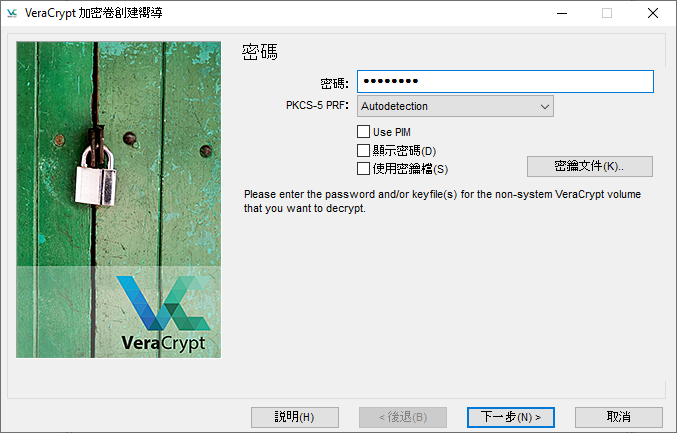 VeraCrypt 加密卷創建嚮導
密碼
密碼: ••••••••
PKCS-5 PRF: Autodetection
Use PIM
顯示密碼(D)
使用密鑰檔(S)
密鑰文件(K)..
Please enter the password and/or keyfile(s) for the non-system VeraCrypt volume
that you want to decrypt.
VeraCrypt
説明(H) < 後退(B) 下一步(N) > 取消